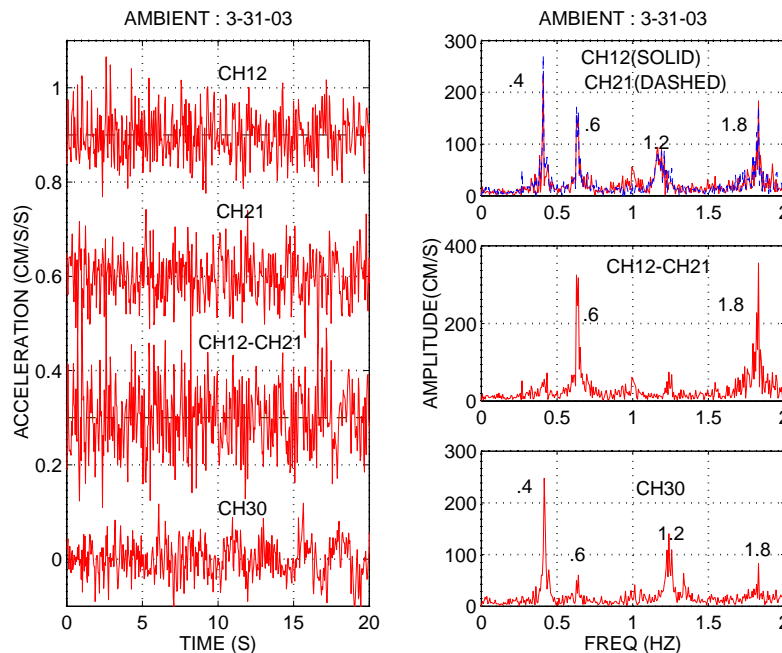 AMBIENT : 3-31-03
ACCELERATION (CM/S/S)
1
0.8
0.6
0.4
0.2
0
CH12
CH21
CH12-CH21
CH30
0 5 10 15 20
TIME (S)
AMBIENT : 3-31-03
AMPLITUDE(CM/S)
300
200
100
0
CH12(SOLID)
CH21(DASHED)
.4
.6
1.2
1.8
0 0.5 1 1.5 2
400
200
0
CH12-CH21
.6
1.8
0 0.5 1 1.5 2
300
200
100
0
CH30
.4
.6
1.2
1.8
0 0.5 1 1.5 2
FREQ (HZ)